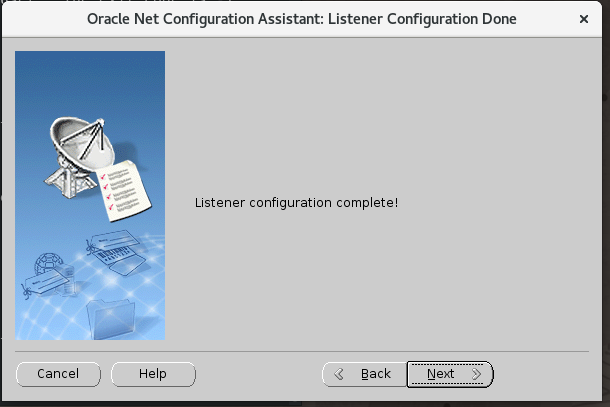 Oracle Net Configuration Assistant: Listener Configuration Done
Listener configuration complete!
Cancel
Help
Back
Next